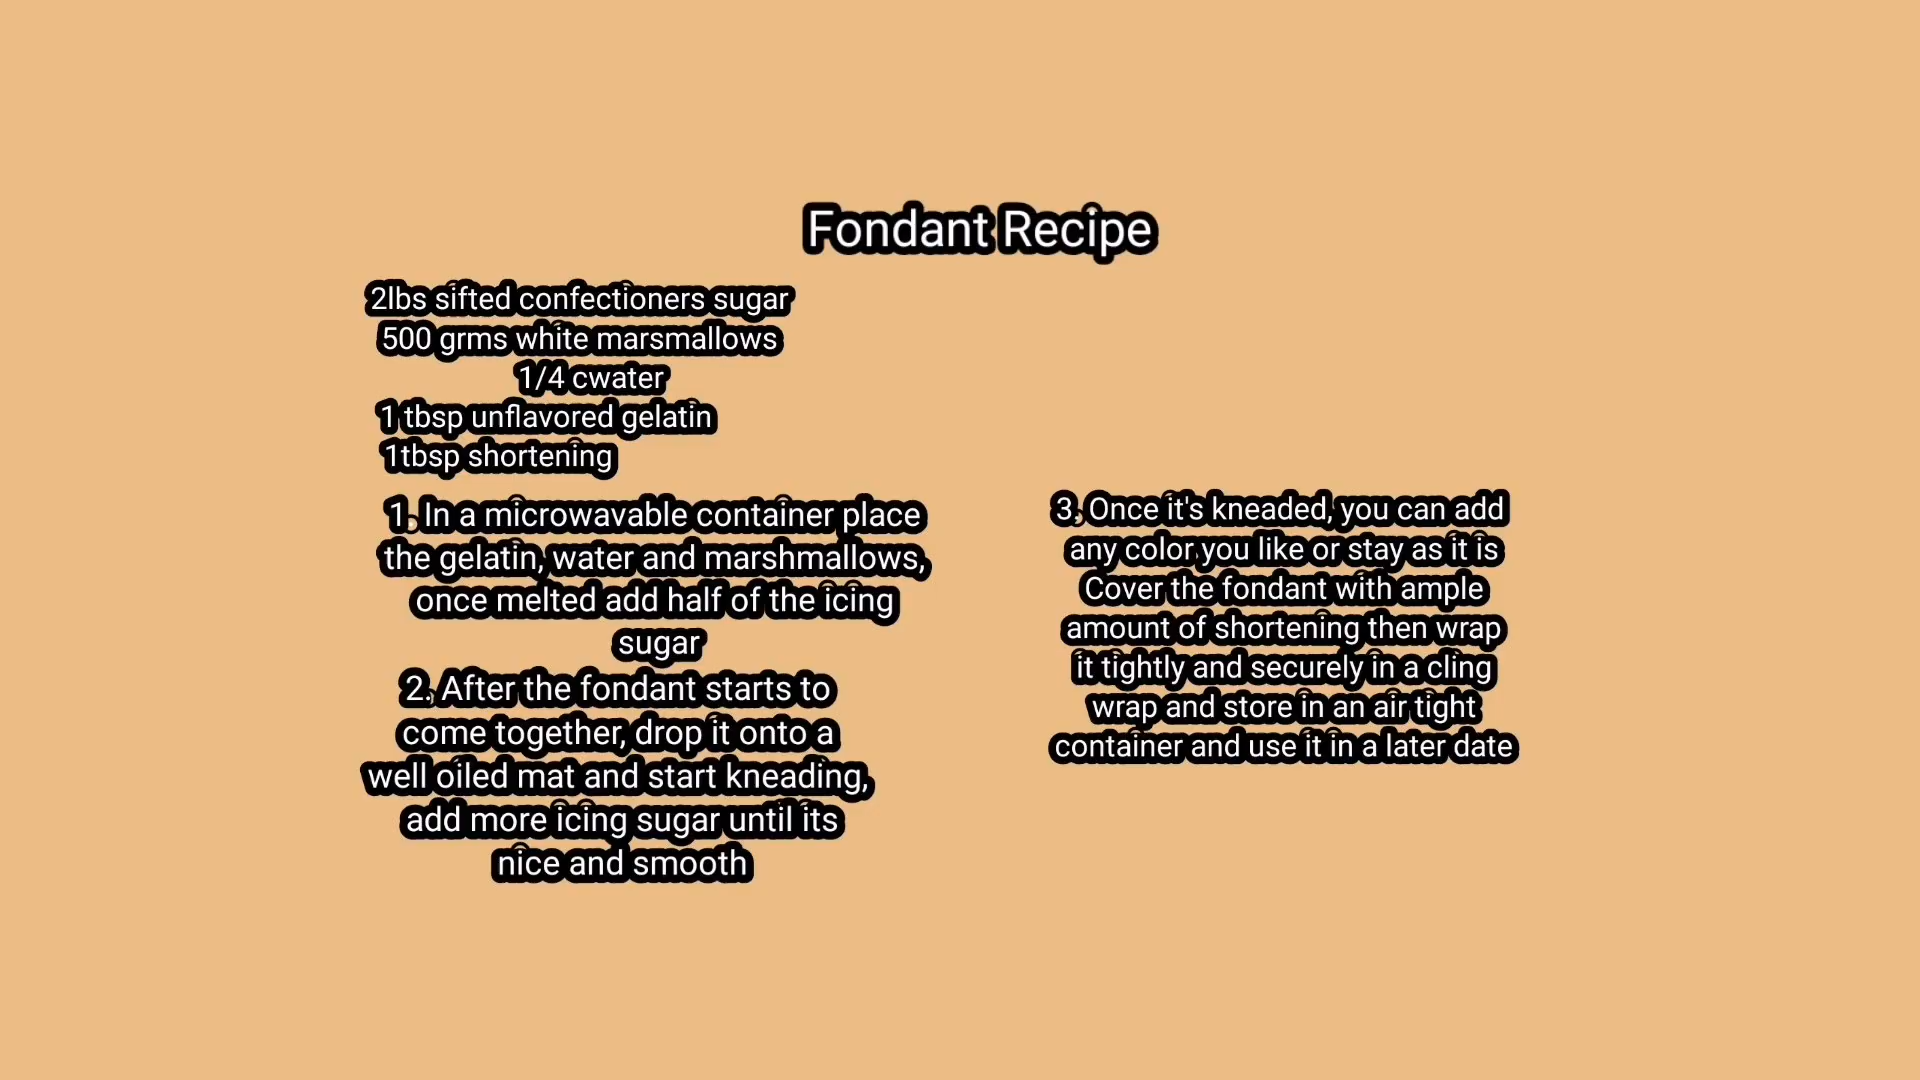 Fondant Recipe
2lbs sifted confectioners sugar
500 grms white marsmallows
1/4 cwater
1 tbsp unflavored gelatin
1tbsp shortening
1. In a microwavable container place
the gelatin, water and marshmallows,
once melted add half of the icing
sugar
2. After the fondant starts to
come together, drop it onto a
well oiled mat and start kneading,
add more icing sugar until its
nice and smooth
3. Once it's kneaded, you can add
any color you like or stay as it is
Cover the fondant with ample
amount of shortening then wrap
it tightly and securely in a cling
wrap and store in an air tight
container and use it in a later date